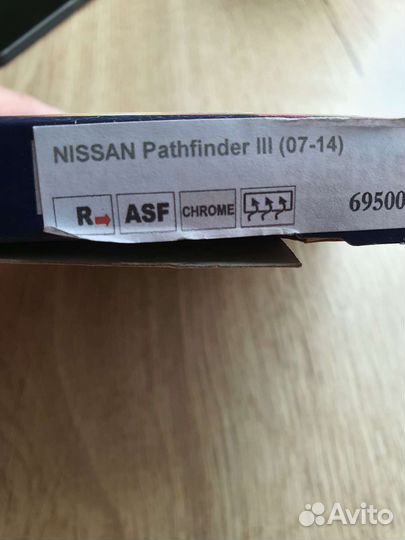 NISSAN Pathfinder III (07-14)
R ASF CHROME 69500
Avito